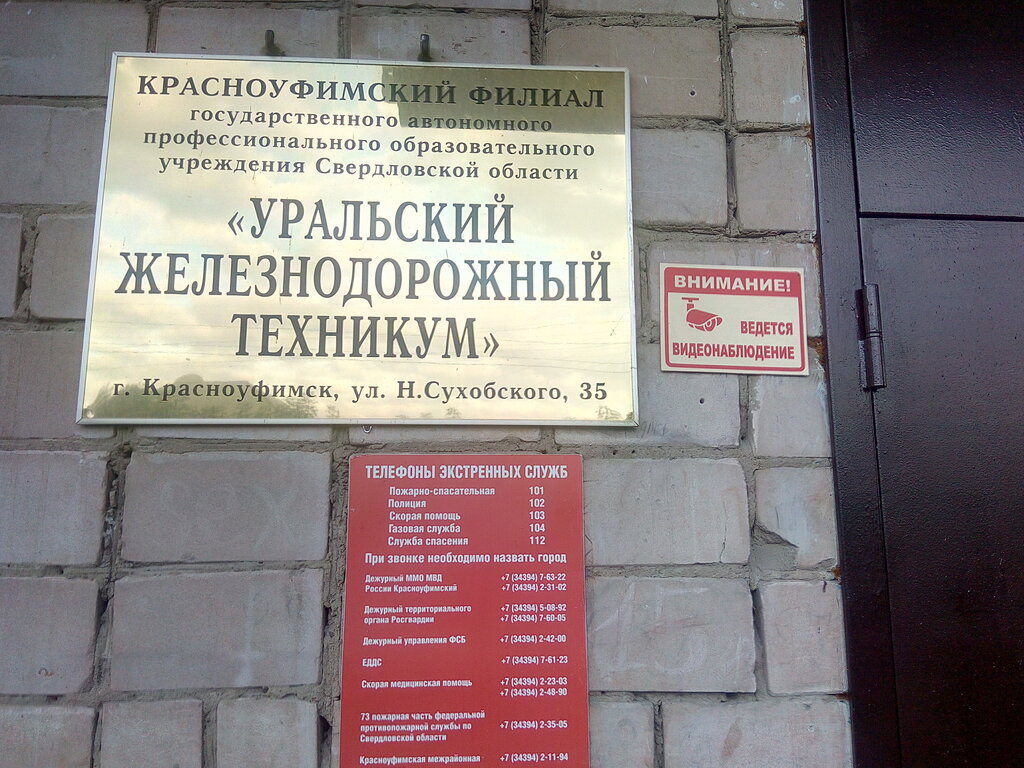 КРАСНОУФИМСКИЙ ФИЛИАЛ
государственного автономного
профессионального образовательного
учреждения Свердловской области
«УРАЛЬСКИЙ
ЖЕЛЕЗНОДОРОЖНЫЙ
ТЕХНИКУМ»
г. Красноуфимск, ул. Н.Сухобского, 35
ВНИМАНИЕ!
ВЕДЕТСЯ
ВИДЕОНАБЛЮДЕНИЕ
ТЕЛЕФОНЫ ЭКСТРЕННЫХ СЛУЖБ
Пожарно-спасательная 101
Полиция 102
Скорая помощь 103
Газовая служба 104
Служба спасения 112
При звонке необходимо назвать город
Дежурный ММО МВД +7 (34394) 7-63-22
России Красноуфимский +7 (34394) 2-31-02
Дежурный территориального +7 (34394) 5-08-92
органа Росгвардии +7 (34394) 7-60-05
Дежурный управления ФСБ +7 (34394) 2-42-00
ЕДДС +7 (34394) 7-61-23
Скорая медицинская помощь +7 (34394) 2-23-03
+7 (34394) 2-48-90
73 пожарная часть федеральной
противопожарной службы по +7 (34394) 2-35-05
Свердловской области
Красноуфимская межрайонная +7 (34394) 2-11-94